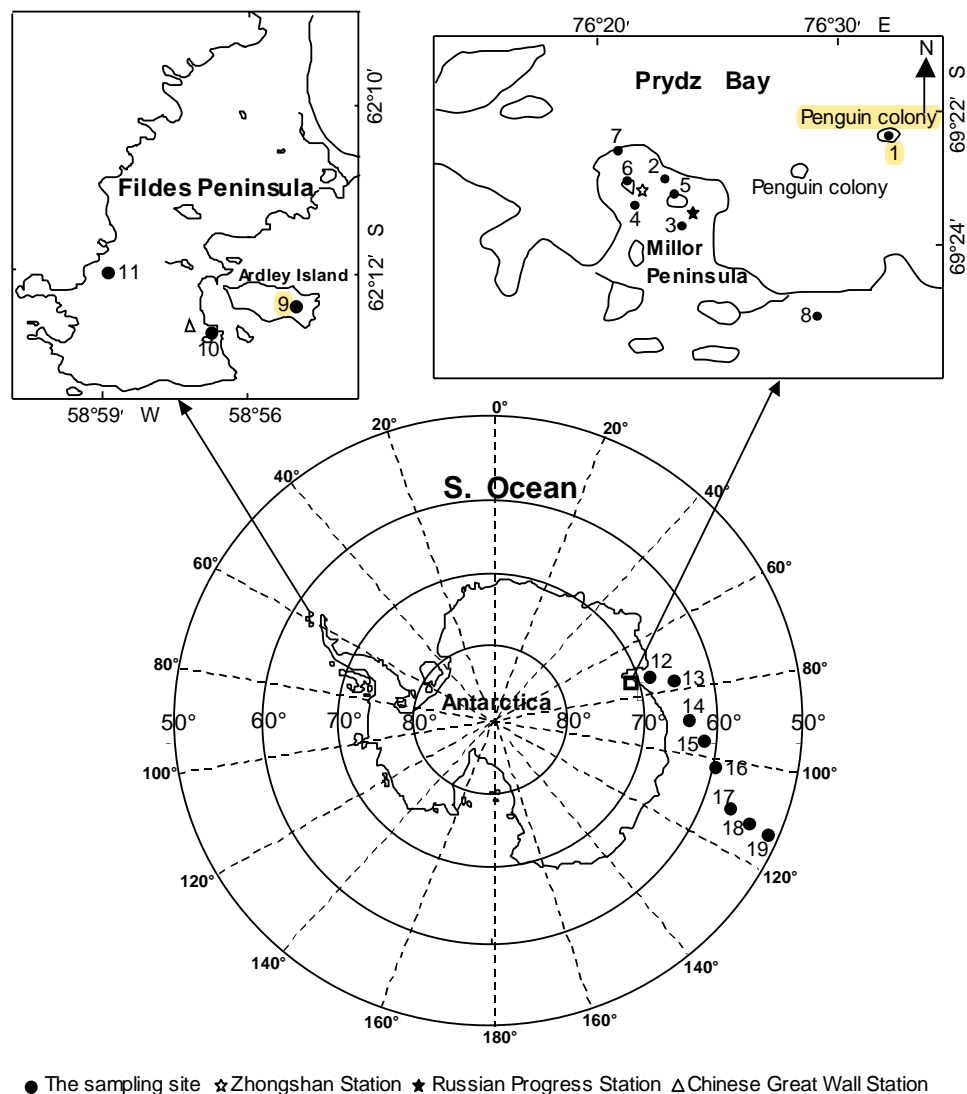 76°20′ 76°30′ E
N
S
Prydz Bay
62°10′
69°22′
Penguin colony
1
7
6
2
5
Penguin colony
Fildes Peninsula
4
3
S
Millor
Peninsula
69°24′
Ardley Island
62°12′
11
9
8
10
58°59′ W 58°56
0°
20° 20°
S. Ocean
40° 40°
60° 60°
12
13
80° 80°
Antarctica
14
50° 60° 70° 80° 80° 70° 60° 50°
15
16
100° 100°
17
18
19
120° 120°
140° 140°
160° 160°
180°
The sampling site Zhongshan Station Russian Progress Station Chinese Great Wall Station